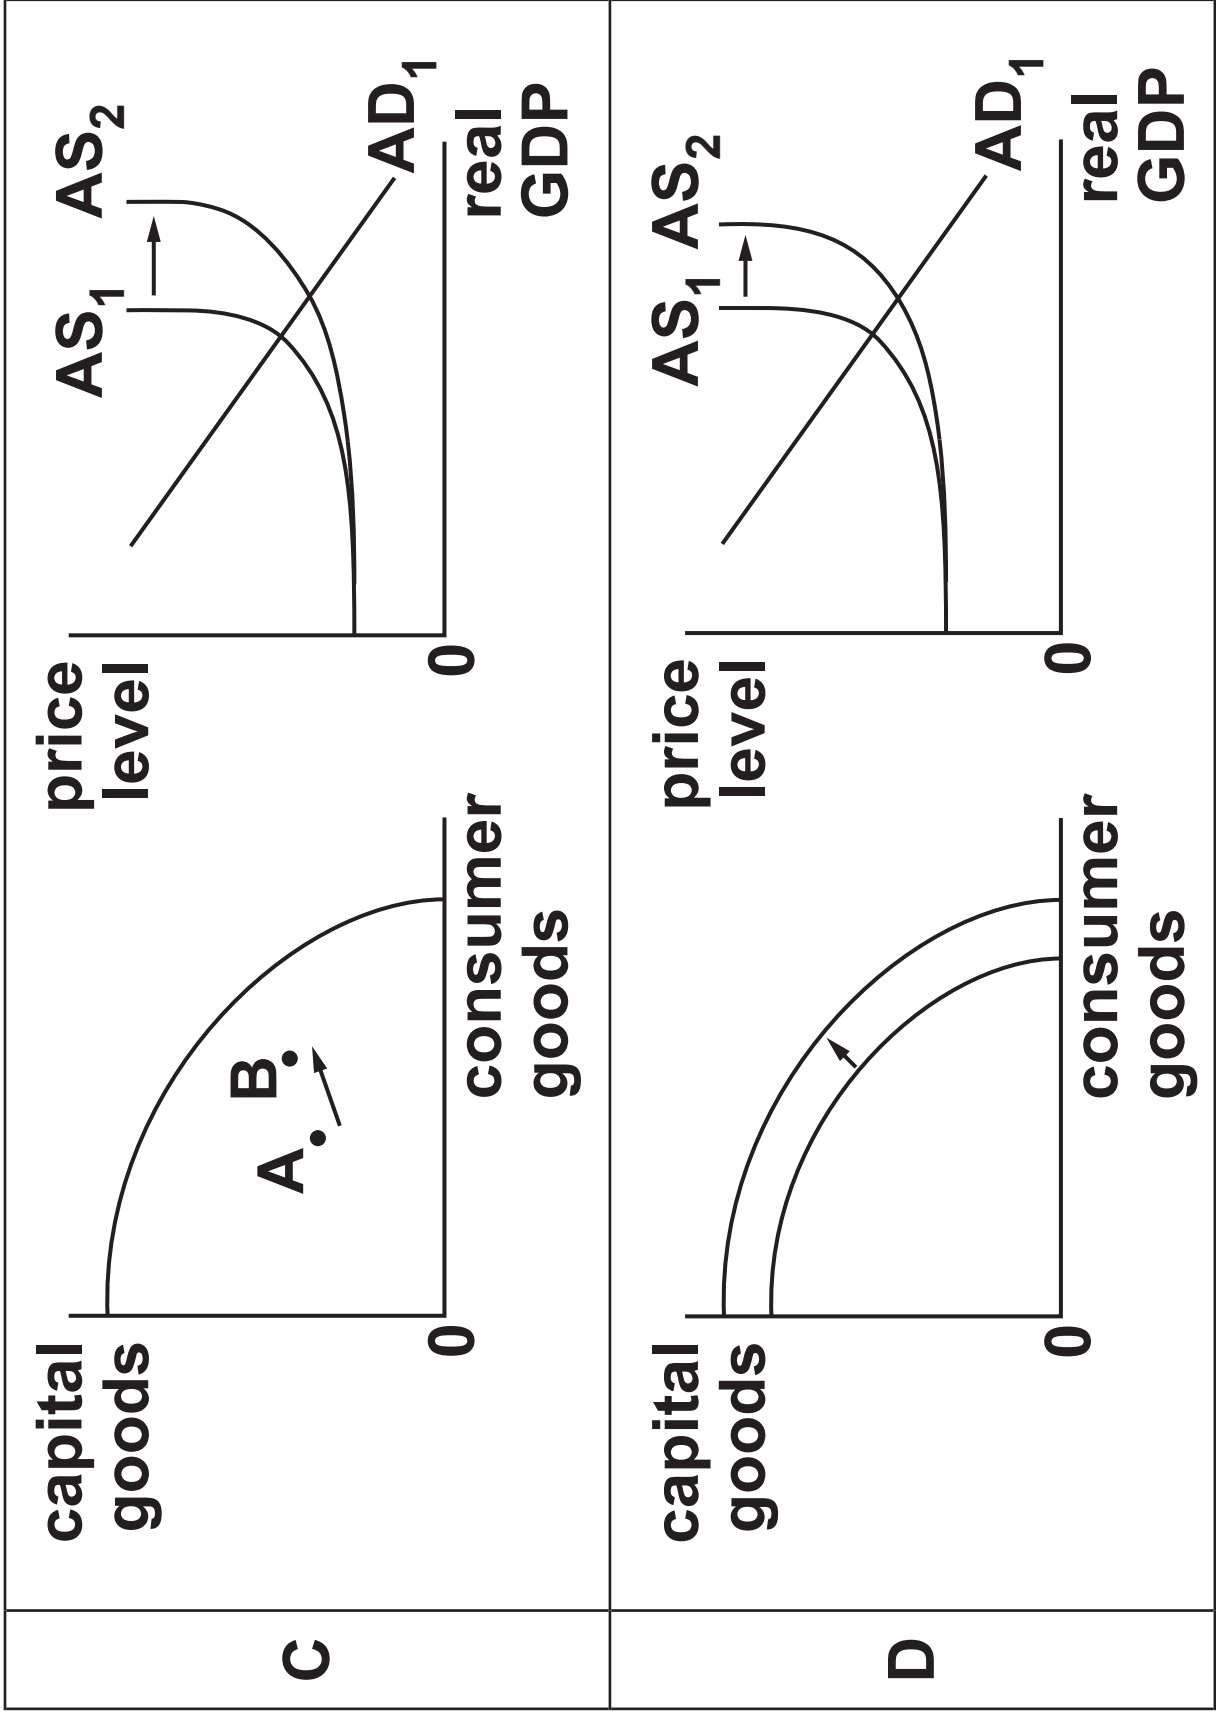 C
capital
goods
A
B
0
consumer
goods
price
level
AS1
AS2
AD1
0
real
GDP
D
capital
goods
0
consumer
goods
price
level
AS1
AS2
AD1
0
real
GDP